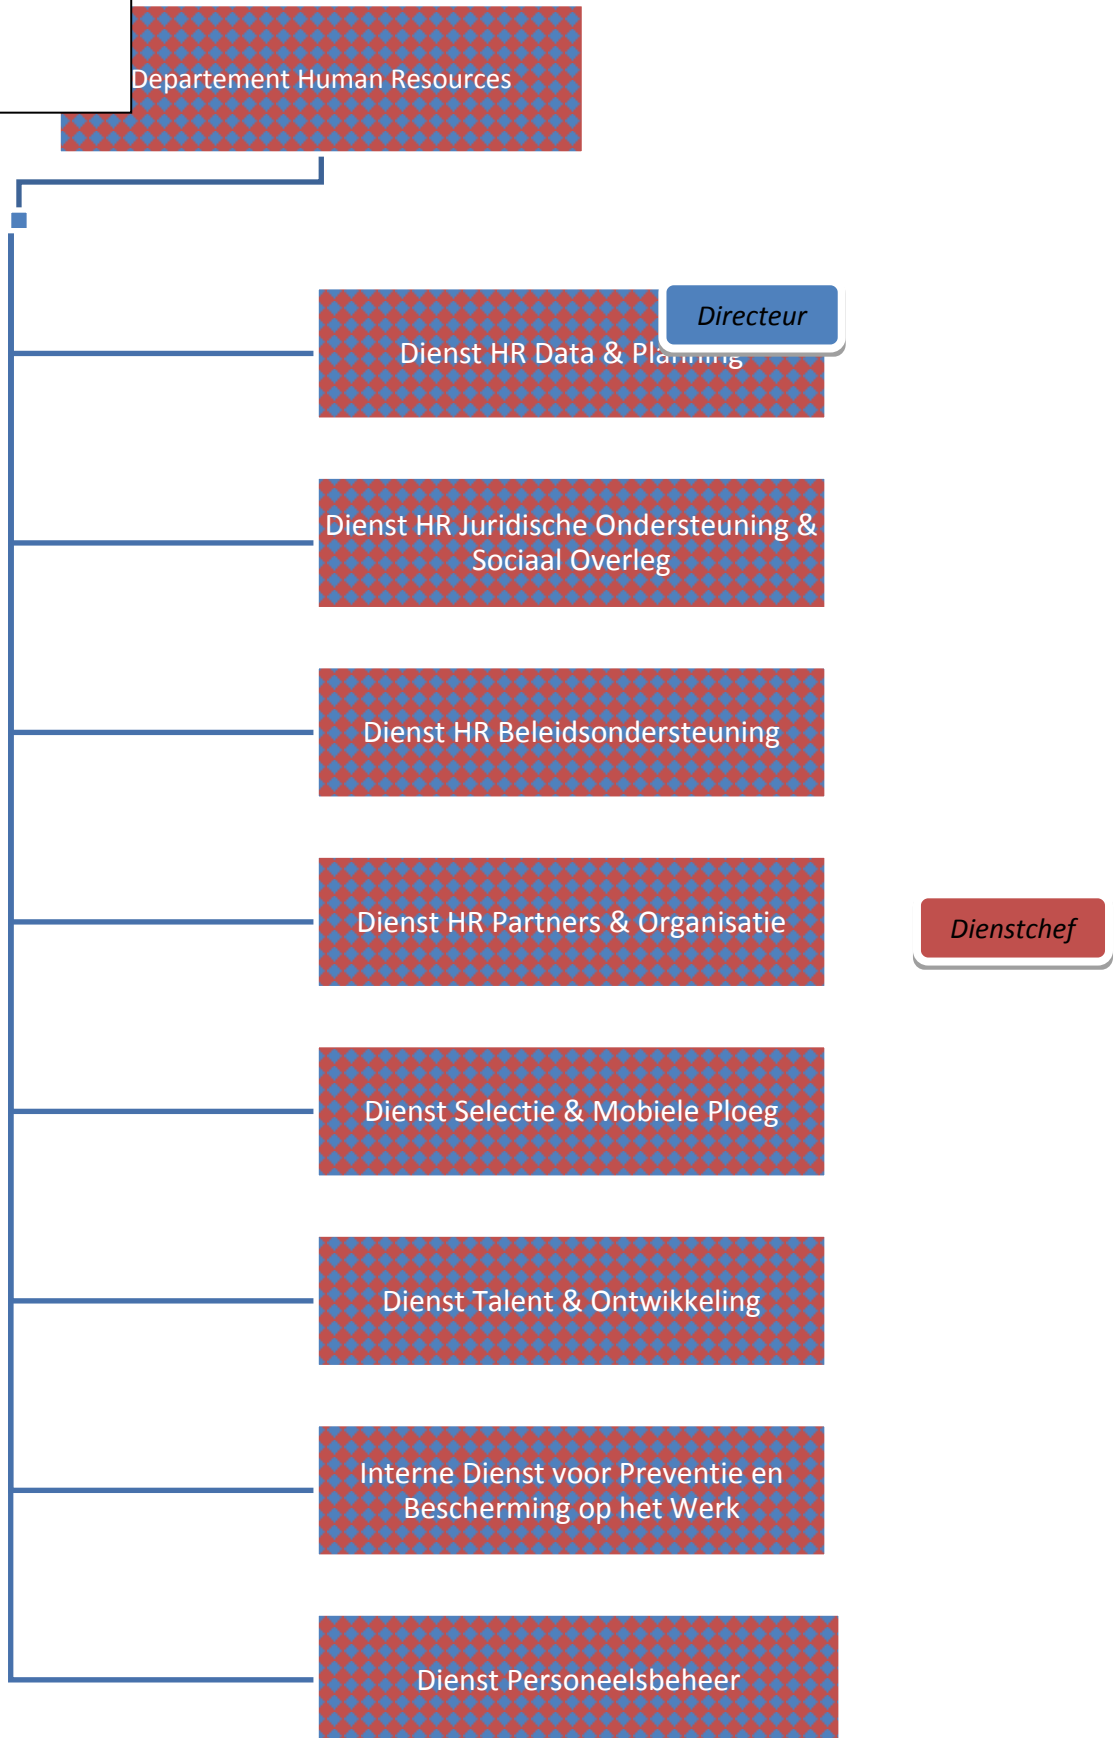 Departement Human Resources
Directeur
Dienst HR Data & Planning
Dienst HR Juridische Ondersteuning &
Sociaal Overleg
Dienst HR Beleidsondersteuning
Dienst HR Partners & Organisatie
Dienstchef
Dienst Selectie & Mobiele Ploeg
Dienst Talent & Ontwikkeling
Interne Dienst voor Preventie en
Bescherming op het Werk
Dienst Personeelsbeheer